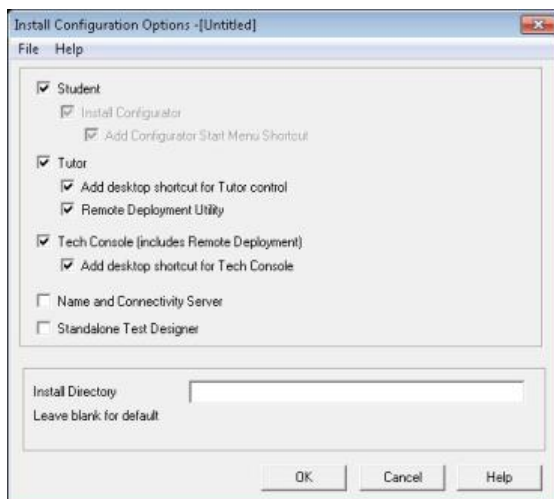 Install Configuration Options -[Untitled]
File Help
Student
Install Configurator
Add Configurator Start Menu Shortcut
Tutor
Add desktop shortcut for Tutor control
Remote Deployment Utility
Tech Console (includes Remote Deployment)
Add desktop shortcut for Tech Console
Name and Connectivity Server
Standalone Test Designer
Install Directory
Leave blank for default
OK Cancel Help